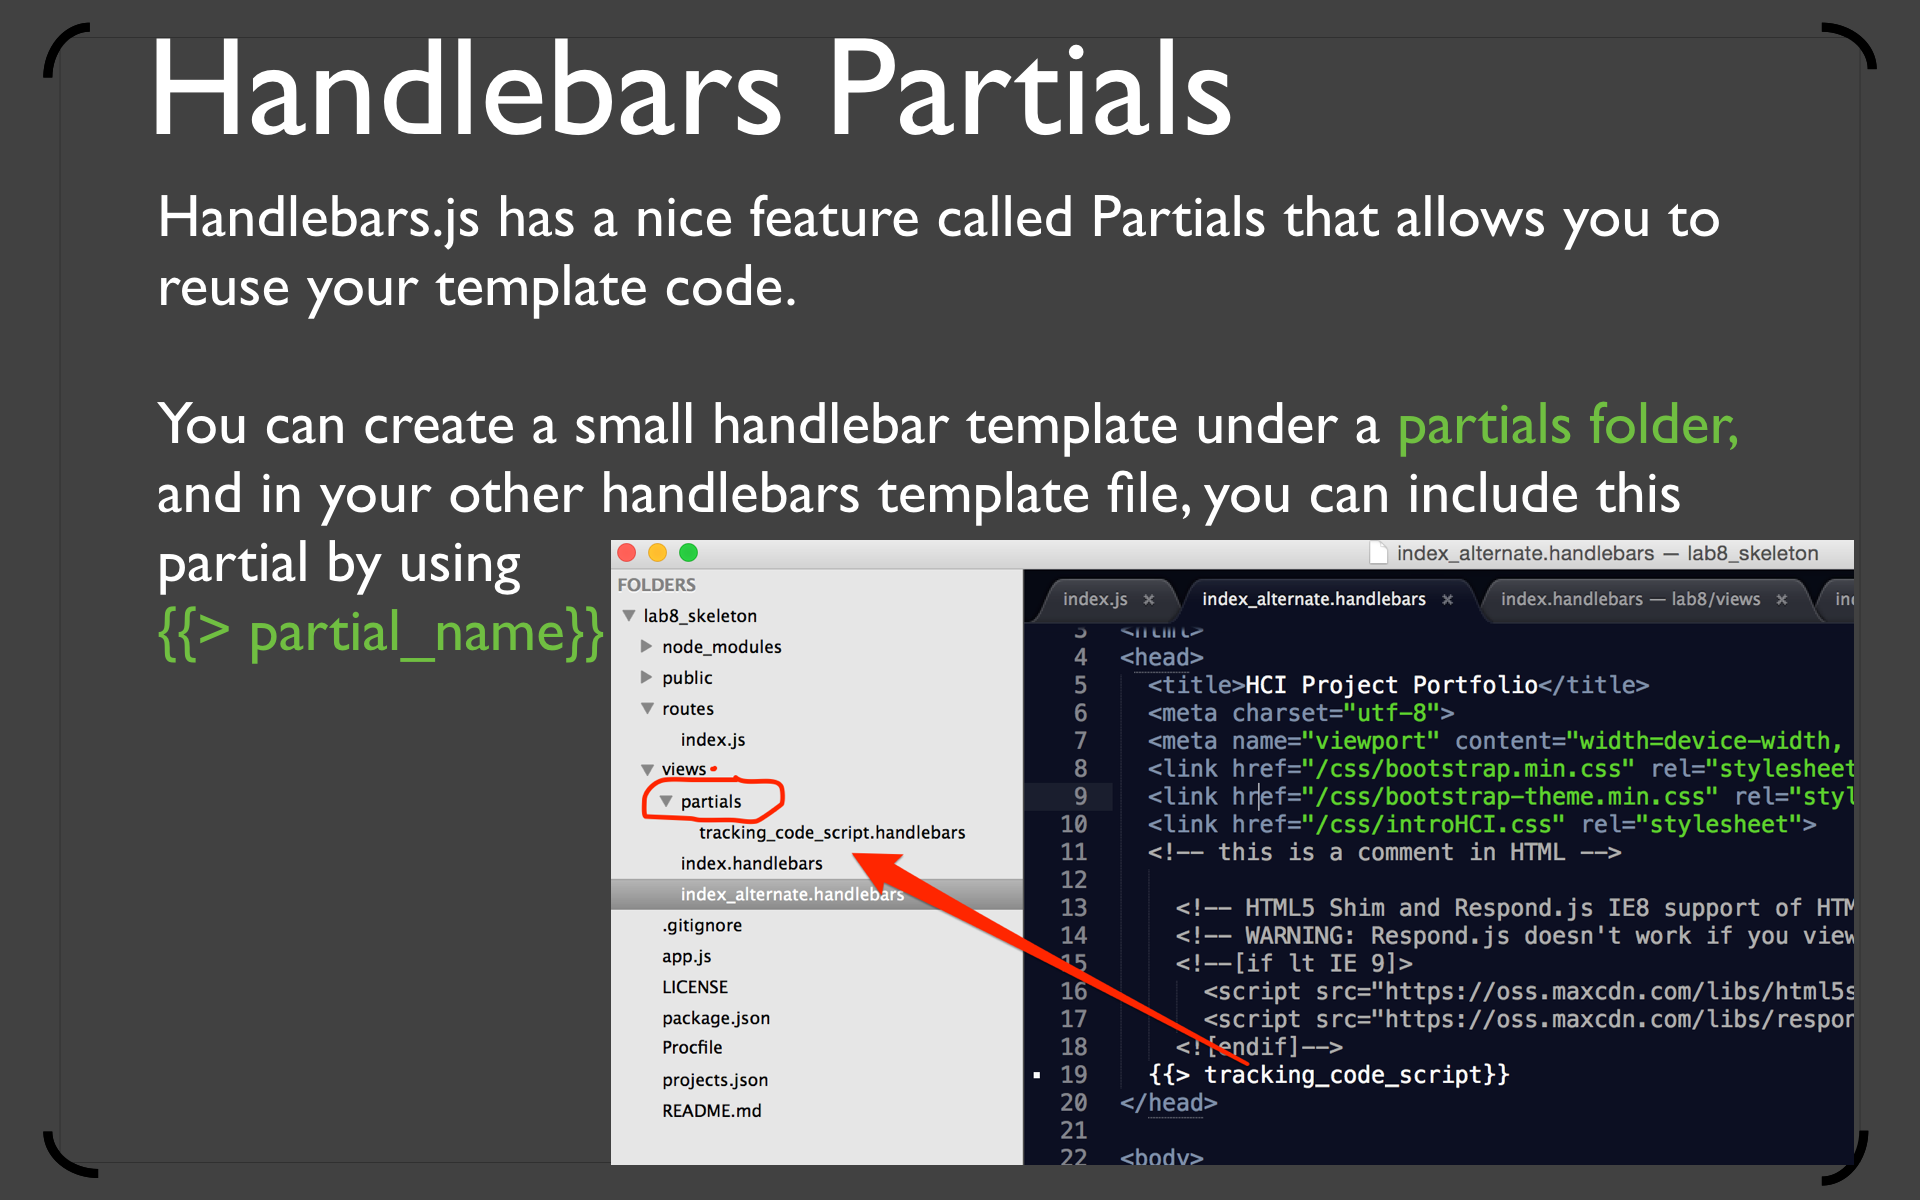 Handlebars Partials
Handlebars.js has a nice feature called Partials that allows you to
reuse your template code.
You can create a small handlebar template under a partials folder,
and in your other handlebars template file, you can include this
partial by using
{{> partial_name}}
index_alternate.handlebars — lab8_skeleton
FOLDERS
lab8_skeleton
node_modules
public
routes
index.js
views
partials
tracking_code_script.handlebars
index.handlebars
index_alternate.handlebars
.gitignore
app.js
LICENSE
package.json
Procfile
projects.json
README.md
index.js × index_alternate.handlebars × index.handlebars — lab8/views ×
3 <html>
4 <head>
5 <title>HCI Project Portfolio</title>
6 <meta charset="utf-8">
7 <meta name="viewport" content="width=device-width,
8 <link href="/css/bootstrap.min.css" rel="stylesheet
9 <link href="/css/bootstrap-theme.min.css" rel="styl
10 <link href="/css/introHCI.css" rel="stylesheet">
11 <!-- this is a comment in HTML -->
12
13 <!-- HTML5 Shim and Respond.js IE8 support of HTM
14 <!-- WARNING: Respond.js doesn't work if you view
15 <!--[if lt IE 9]>
16 <script src="https://oss.maxcdn.com/libs/html5s
17 <script src="https://oss.maxcdn.com/libs/respon
18 <![endif]-->
19 {{> tracking_code_script}}
20 </head>
21
22 <body>